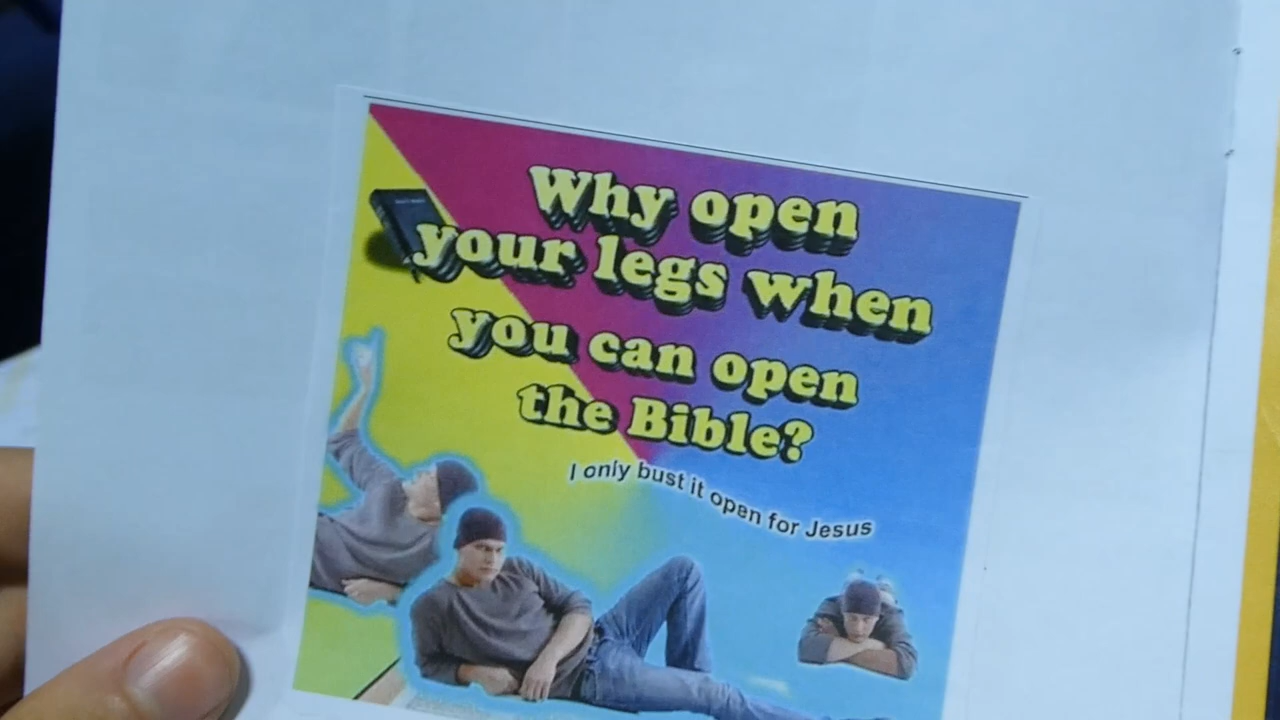 Why open
your legs when
you can open
the Bible?
I only bust it open for Jesus